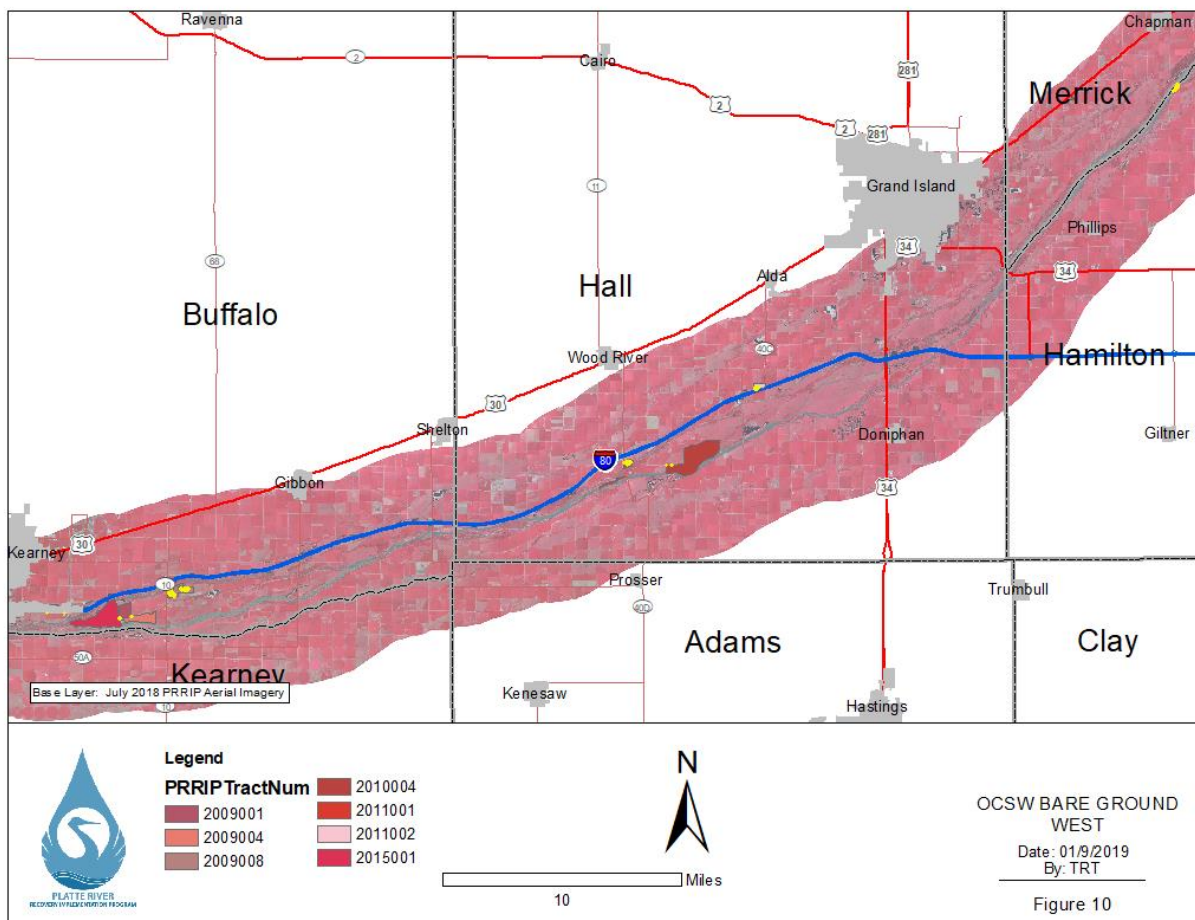 Ravenna
Chapman
2
Cairo
281
Merrick
2
2
281
Grand Island
11
Phillips
34
68
34
Alda
Buffalo
Hall
40C
Wood River
Hamilton
30
Shelton
Doniphan
Giltner
80
Gibbon
34
30
Kearney
10
Prosser
40D
Trumbull
Adams
Clay
50A
Kearney
Base Layer: July 2018 PRRIP Aerial Imagery
Kenesaw
10
Hastings
Legend
PRRIPTractNum
2009001
2009004
2009008
2010004
2011001
2011002
2015001
N
Miles
10
OCSW BARE GROUND
WEST
Date: 01/9/2019
By: TRT
Figure 10
PLATTE RIVER
RECOVERY IMPLEMENTATION PROGRAM